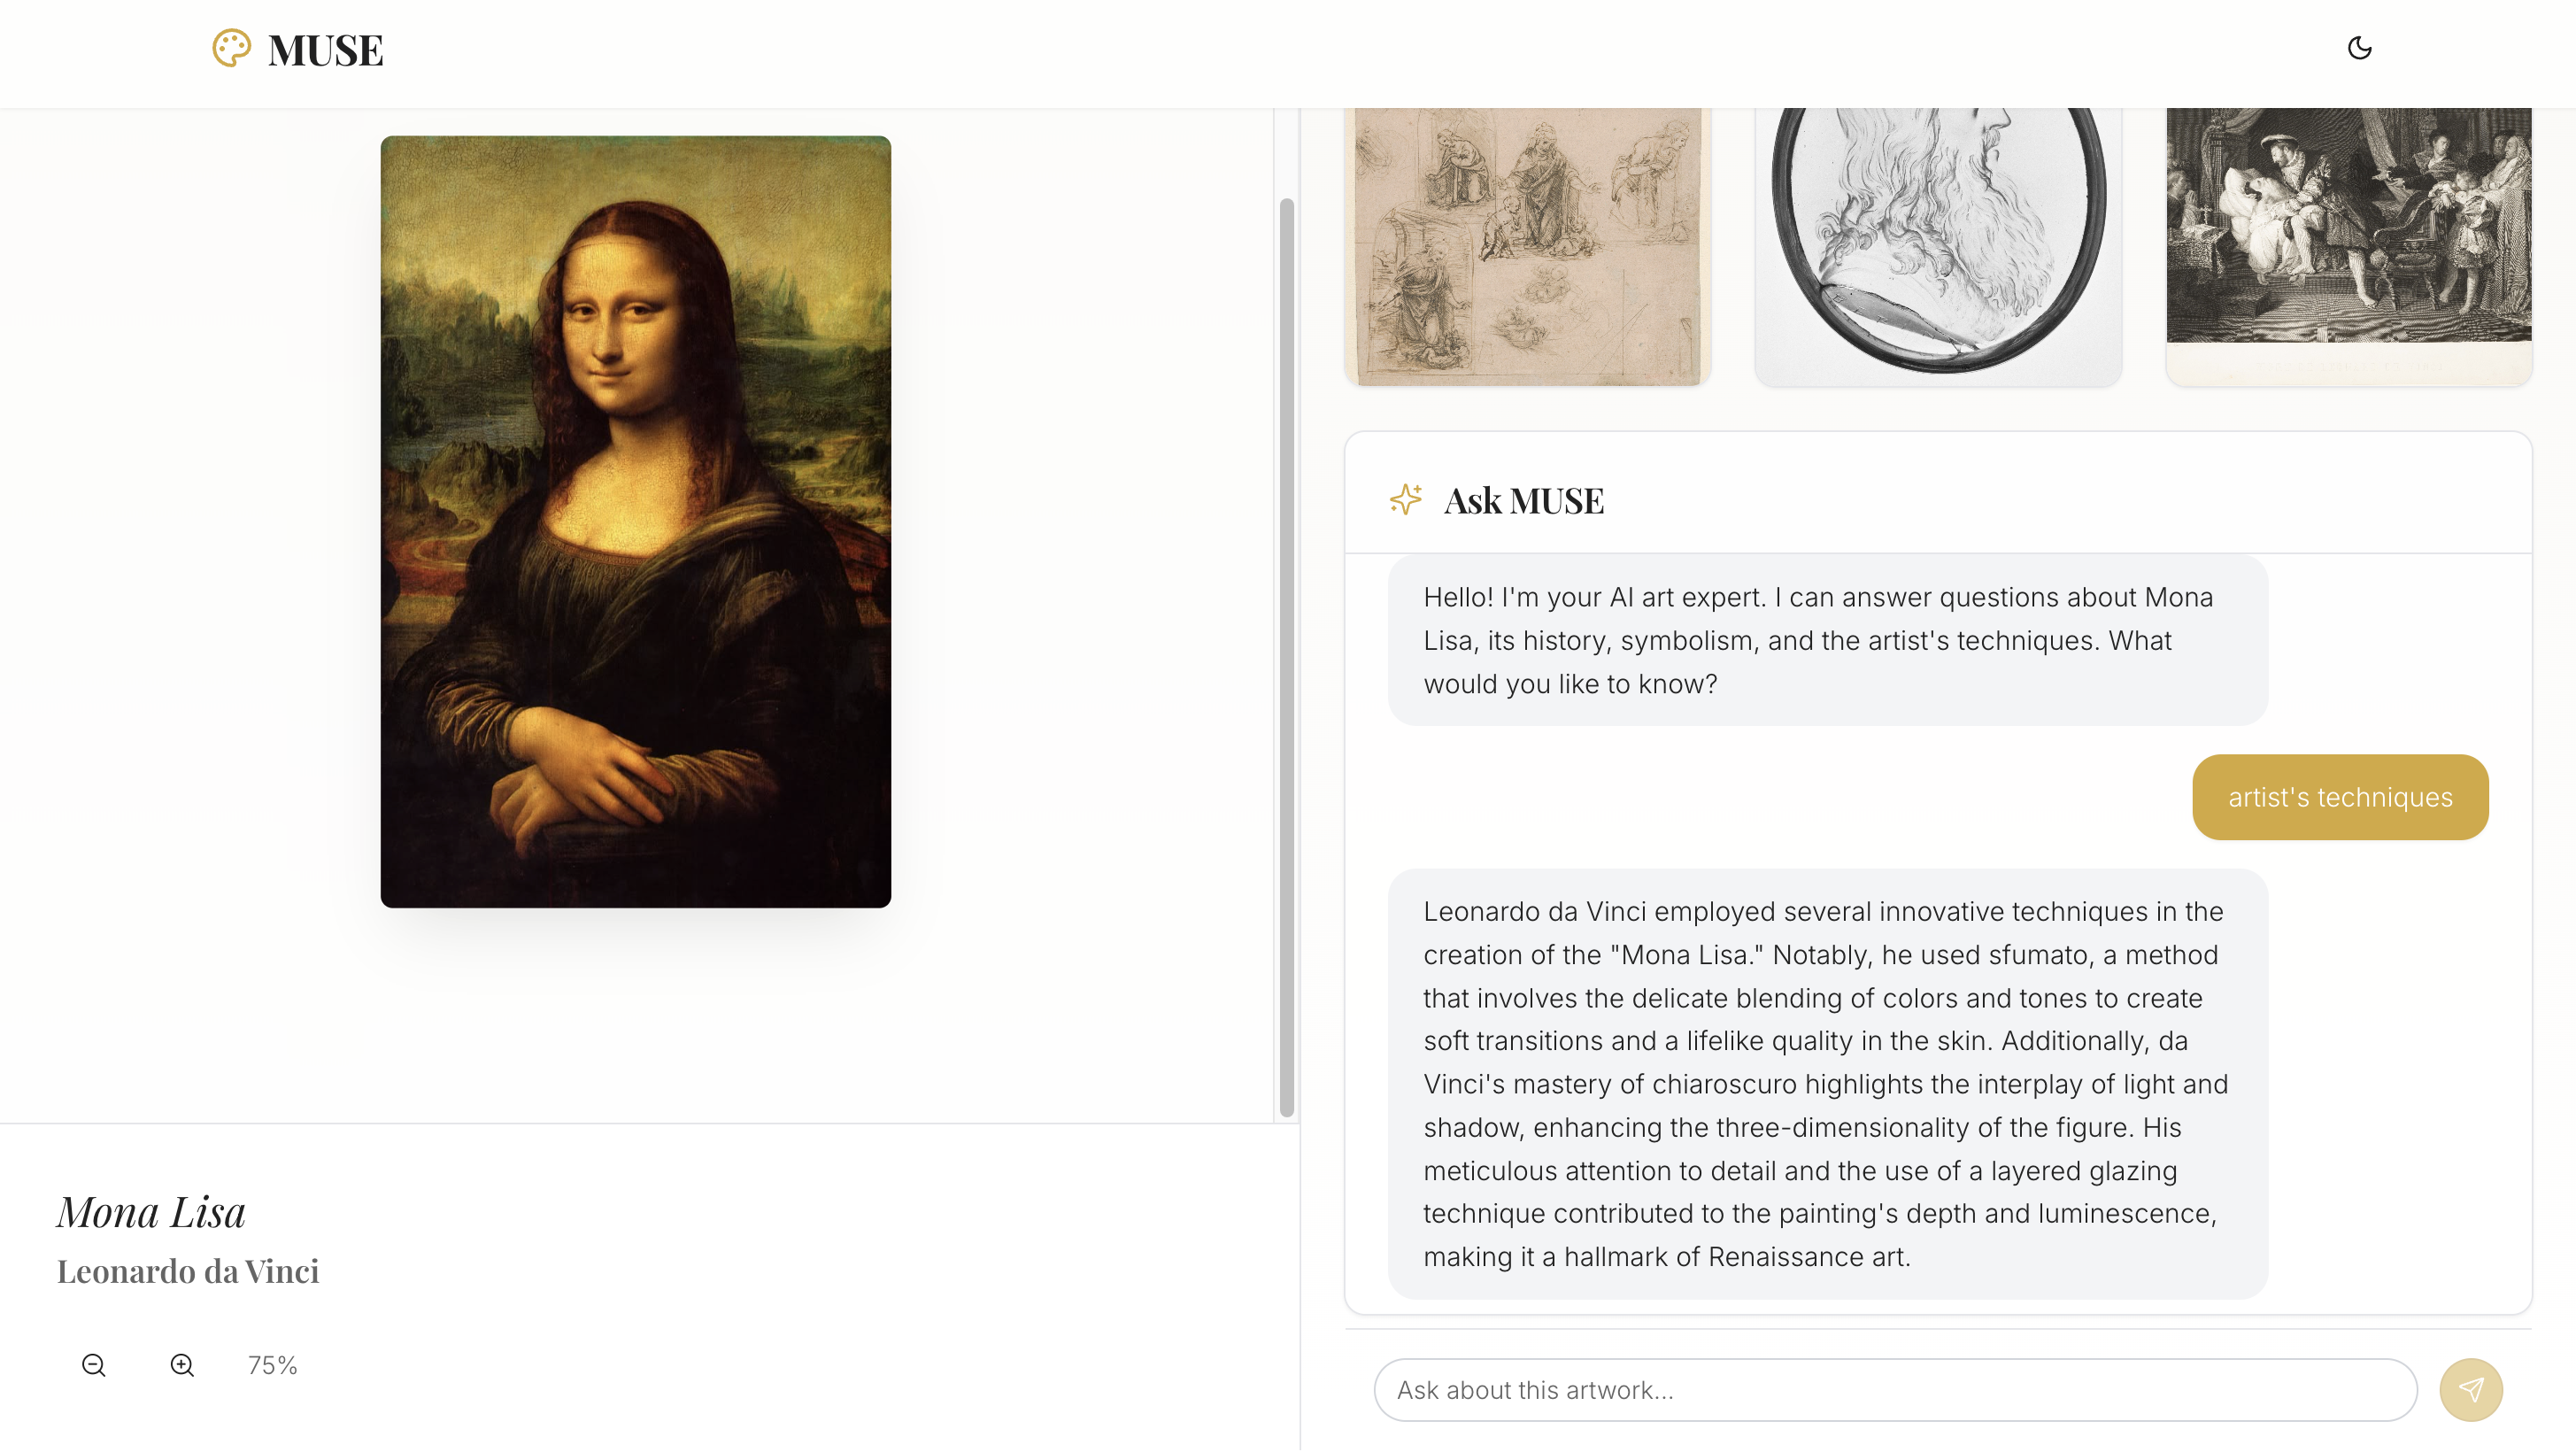 MUSE
Mona Lisa
Leonardo da Vinci
75%
Ask MUSE
Hello! I'm your AI art expert. I can answer questions about Mona
Lisa, its history, symbolism, and the artist's techniques. What
would you like to know?
artist's techniques
Leonardo da Vinci employed several innovative techniques in the
creation of the "Mona Lisa." Notably, he used sfumato, a method
that involves the delicate blending of colors and tones to create
soft transitions and a lifelike quality in the skin. Additionally, da
Vinci's mastery of chiaroscuro highlights the interplay of light and
shadow, enhancing the three-dimensionality of the figure. His
meticulous attention to detail and the use of a layered glazing
technique contributed to the painting's depth and luminescence,
making it a hallmark of Renaissance art.
Ask about this artwork...